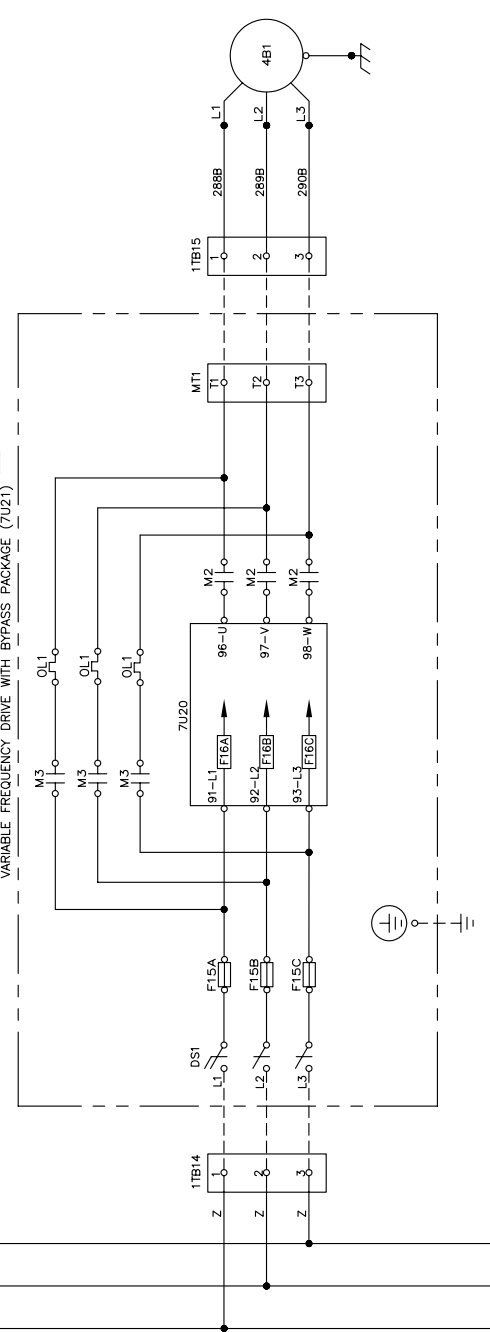 VARIABLE FREQUENCY DRIVE WITH BYPASS PACKAGE (7U21)
4B1
L1
L2
L3
288B
289B
290B
1TB15
1
2
3
MT1
T1
T2
T3
M2
M2
M2
OL1
OL1
OL1
96-U
97-V
98-W
7U20
M3
M3
M3
F16A
F16B
F16C
91-L1
92-L2
93-L3
F15A
F15B
F15C
DS1
L1
L2
L3
1TB14
1
2
3
Z
Z
Z